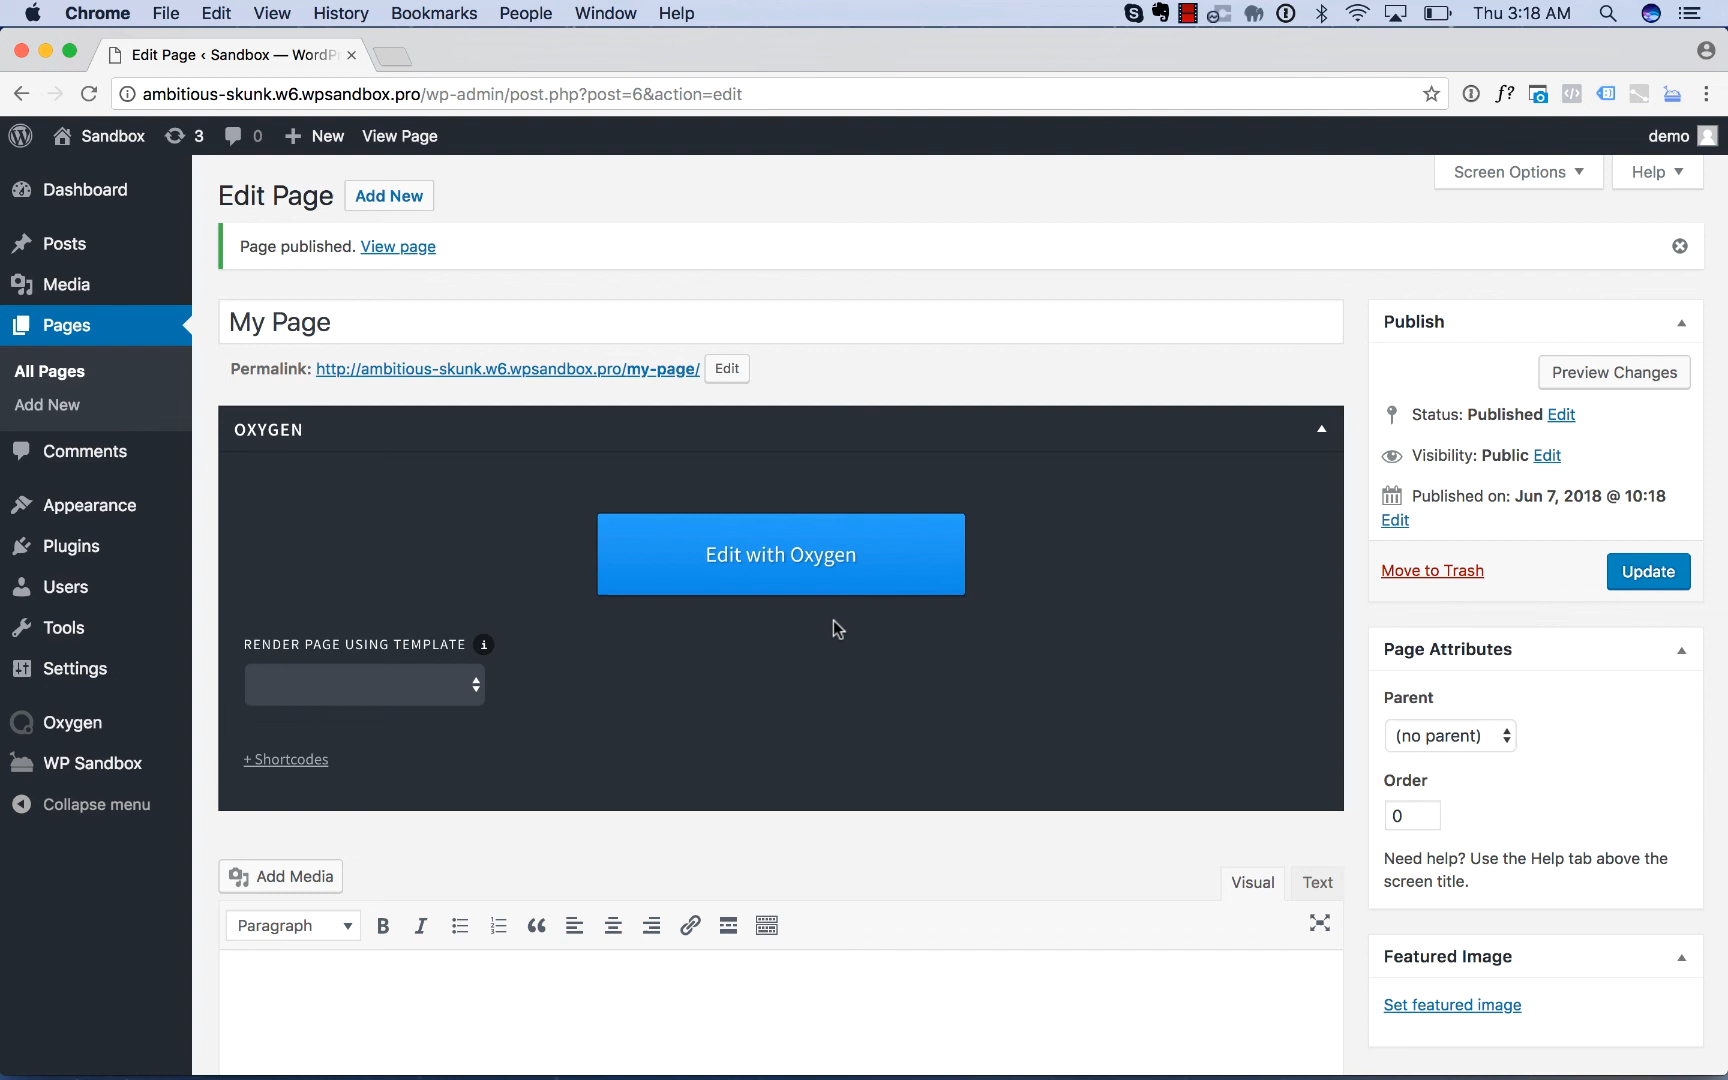 Chrome File Edit View History Bookmarks People Window Help Thu 3:18 AM
Edit Page ‹ Sandbox — WordPr
ambitious-skunk.w6.wpsandbox.pro/wp-admin/post.php?post=6&action=edit
Sandbox 3 0 New View Page demo
Screen Options Help
Edit Page Add New
Page published. View page
My Page
Permalink: http://ambitious-skunk.w6.wpsandbox.pro/my-page/ Edit
OXYGEN
Edit with Oxygen
RENDER PAGE USING TEMPLATE i
+ Shortcodes
Add Media
Visual Text
Paragraph
Dashboard
Posts
Media
Pages
All Pages
Add New
Comments
Appearance
Plugins
Users
Tools
Settings
Oxygen
WP Sandbox
Collapse menu
Publish
Preview Changes
Status: Published Edit
Visibility: Public Edit
Published on: Jun 7, 2018 @ 10:18
Edit
Move to Trash Update
Page Attributes
Parent
(no parent)
Order
0
Need help? Use the Help tab above the
screen title.
Featured Image
Set featured image